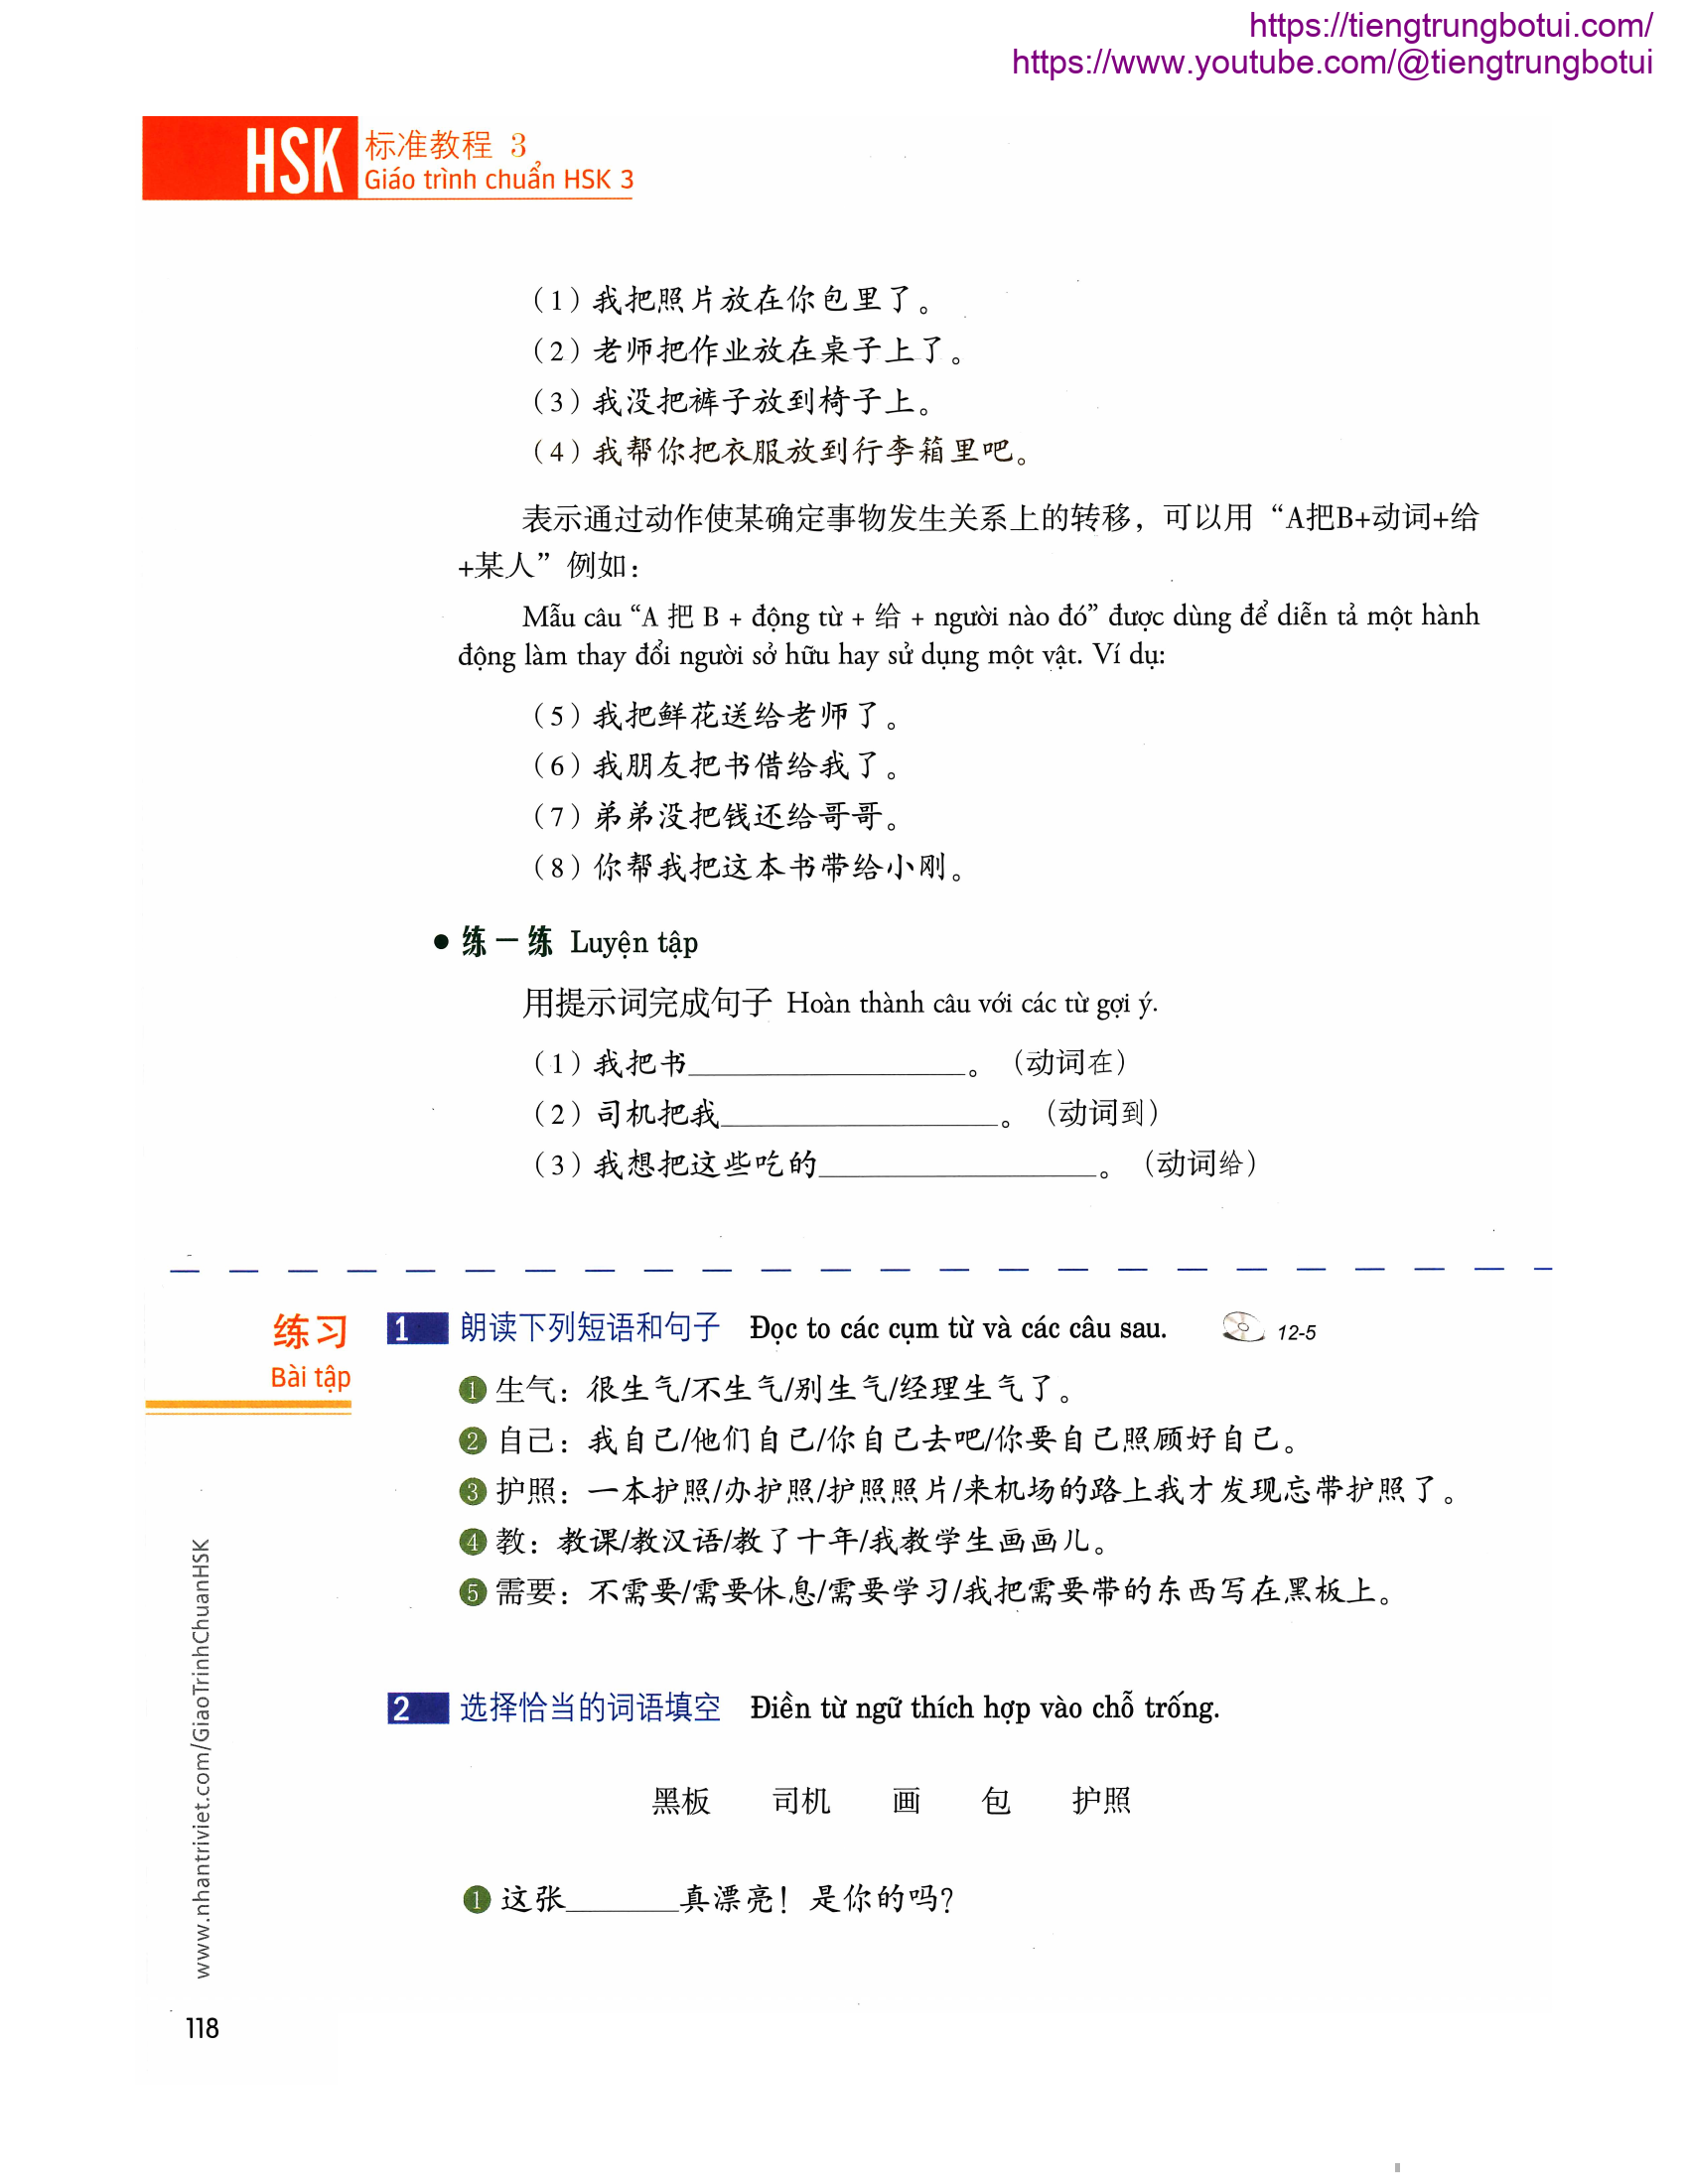 https://tiengtrungbotui.com/
https://www.youtube.com/@tiengtrungbotui
HSK 标准教程 3
Giáo trình chuẩn HSK 3
（1）我把照片放在你包里了。
（2）老师把作业放在桌子上了。
（3）我没把裤子放到椅子上。
（4）我帮你把衣服放到行李箱里吧。
表示通过动作使某确定事物发生关系上的转移，可以用“A把B+动词+给
+某人”例如：
Mẫu câu “A 把 B + động từ + 给 + người nào đó” được dùng để diễn tả một hành
động làm thay đổi người sở hữu hay sử dụng một vật. Ví dụ:
（5）我把鲜花送给老师了。
（6）我朋友把书借给我了。
（7）弟弟没把钱还给哥哥。
（8）你帮我把这本书带给小刚。
● 练一练 Luyện tập
用提示词完成句子 Hoàn thành câu với các từ gợi ý.
（1）我把书__________________。（动词在）
（2）司机把我__________________。（动词到）
（3）我想把这些吃的__________________。（动词给）
练习
Bài tập
1 朗读下列短语和句子 Đọc to các cụm từ và các câu sau. 12-5
❶ 生气：很生气/不生气/别生气/经理生气了。
❷ 自己：我自己/他们自己/你自己去吧/你要自己照顾好自己。
❸ 护照：一本护照/办护照/护照照片/来机场的路上我才发现忘带护照了。
❹ 教：教课/教汉语/教了十年/我教学生画画儿。
❺ 需要：不需要/需要休息/需要学习/我把需要带的东西写在黑板上。
2 选择恰当的词语填空 Điền từ ngữ thích hợp vào chỗ trống.
黑板 司机 画 包 护照
❶ 这张_______真漂亮！是你的吗？
www.nhantriviet.com/GiaoTrinhChuanHSK
118